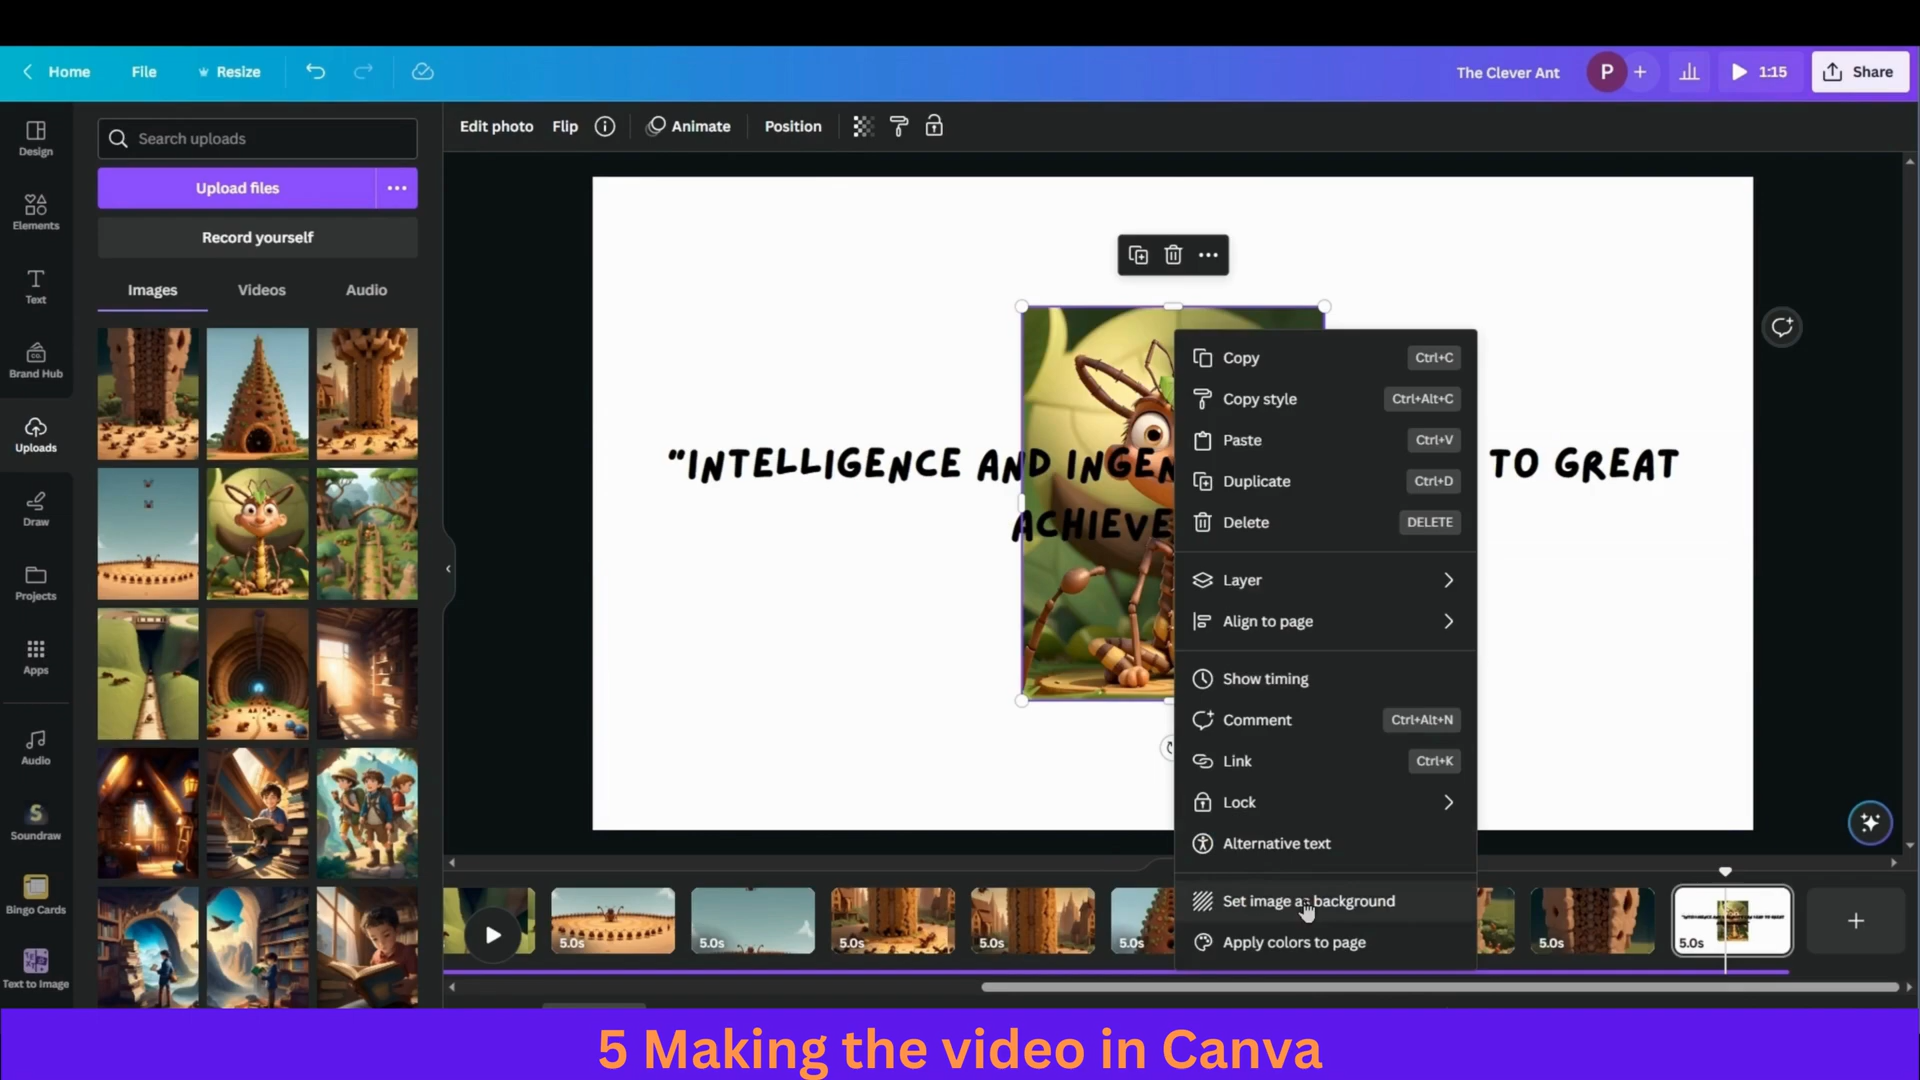 Home File Resize The Clever Ant P 1:15 Share
Edit photo Flip Animate Position
Design
Elements
Text
Brand Hub
Uploads
Draw
Projects
Apps
Audio
Soundraw
Bingo Cards
Text to Image
Search uploads
Upload files
Record yourself
Images Videos Audio
"INTELLIGENCE AND INGEN TO GREAT
ACHIEVE
Copy Ctrl+C
Copy style Ctrl+Alt+C
Paste Ctrl+V
Duplicate Ctrl+D
Delete DELETE
Layer
Align to page
Show timing
Comment Ctrl+Alt+N
Link Ctrl+K
Lock
Alternative text
Set image as background
Apply colors to page
5.0s 5.0s 5.0s 5.0s 5.0s 5.0s 5.0s
5 Making the video in Canva